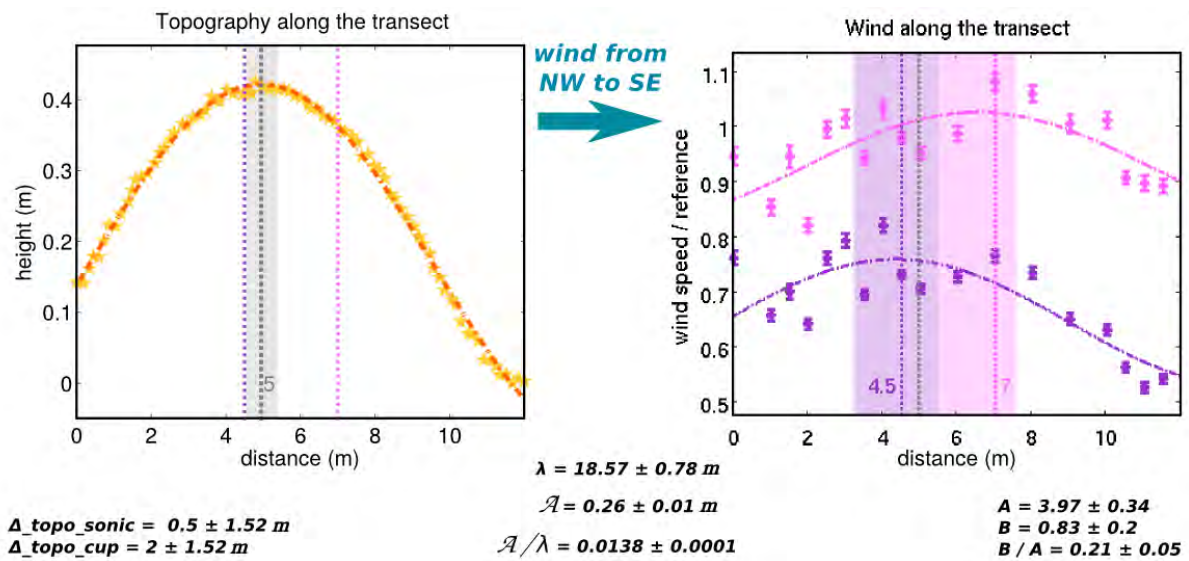 Topography along the transect
wind from
NW to SE
Wind along the transect
0.4
0.3
0.2
0.1
0
height (m)
5
0 2 4 6 8 10
distance (m)
1.1
1
0.9
0.8
0.7
0.6
0.5
wind speed / reference
4.5 7
0 2 4 6 8 10
distance (m)
λ = 18.57 ± 0.78 m
𝒜 = 0.26 ± 0.01 m
𝒜/λ = 0.0138 ± 0.0001
Δ_topo_sonic = 0.5 ± 1.52 m
Δ_topo_cup = 2 ± 1.52 m
A = 3.97 ± 0.34
B = 0.83 ± 0.2
B / A = 0.21 ± 0.05